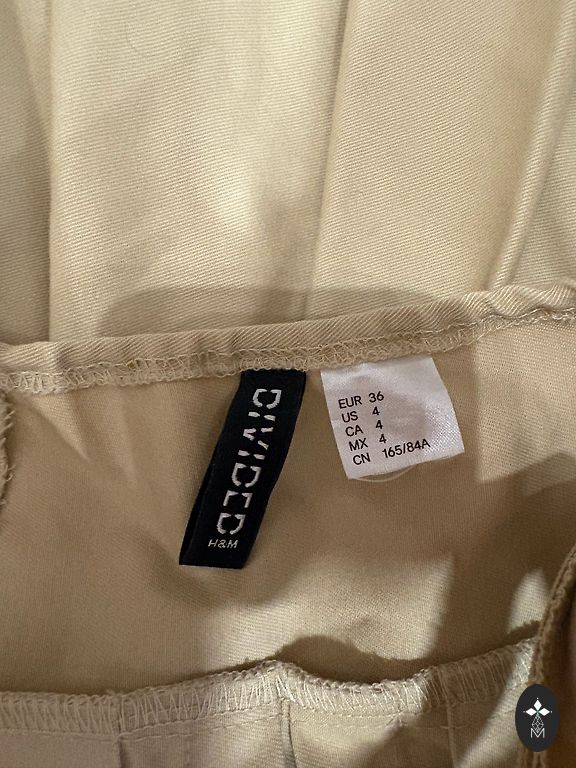 DIVIDED
H&M
EUR 36
US 4
CA 4
MX 4
CN 165/84A
M